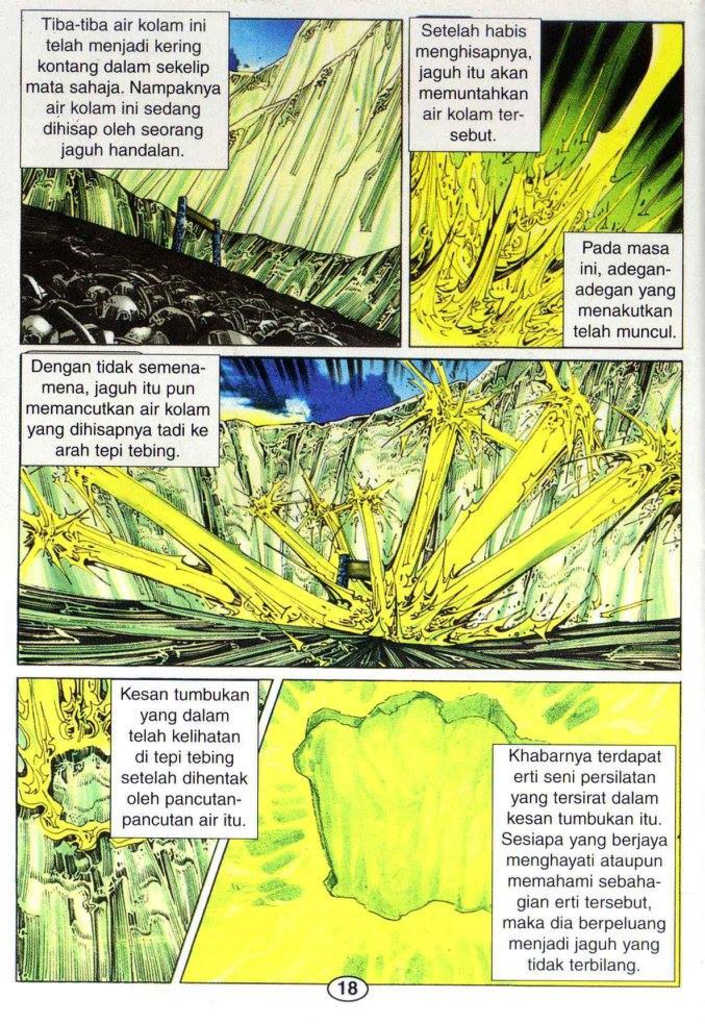 Tiba-tiba air kolam ini
telah menjadi kering
kontang dalam sekelip
mata sahaja. Nampaknya
air kolam ini sedang
dihisap oleh seorang
jaguh handalan.
Setelah habis
menghisapnya,
jaguh itu akan
memuntahkan
air kolam ter-
sebut.
Pada masa
ini, adegan-
adegan yang
menakutkan
telah muncul.
Dengan tidak semena-
mena, jaguh itu pun
memancutkan air kolam
yang dihisapnya tadi ke
arah tepi tebing.
Kesan tumbukan
yang dalam
telah kelihatan
di tepi tebing
setelah dihentak
oleh pancutan-
pancutan air itu.
Khabarnya terdapat
erti seni persilatan
yang tersirat dalam
kesan tumbukan itu.
Sesiapa yang berjaya
menghayati ataupun
memahami sebaha-
gian erti tersebut,
maka dia berpeluang
menjadi jaguh yang
tidak terbilang.
18